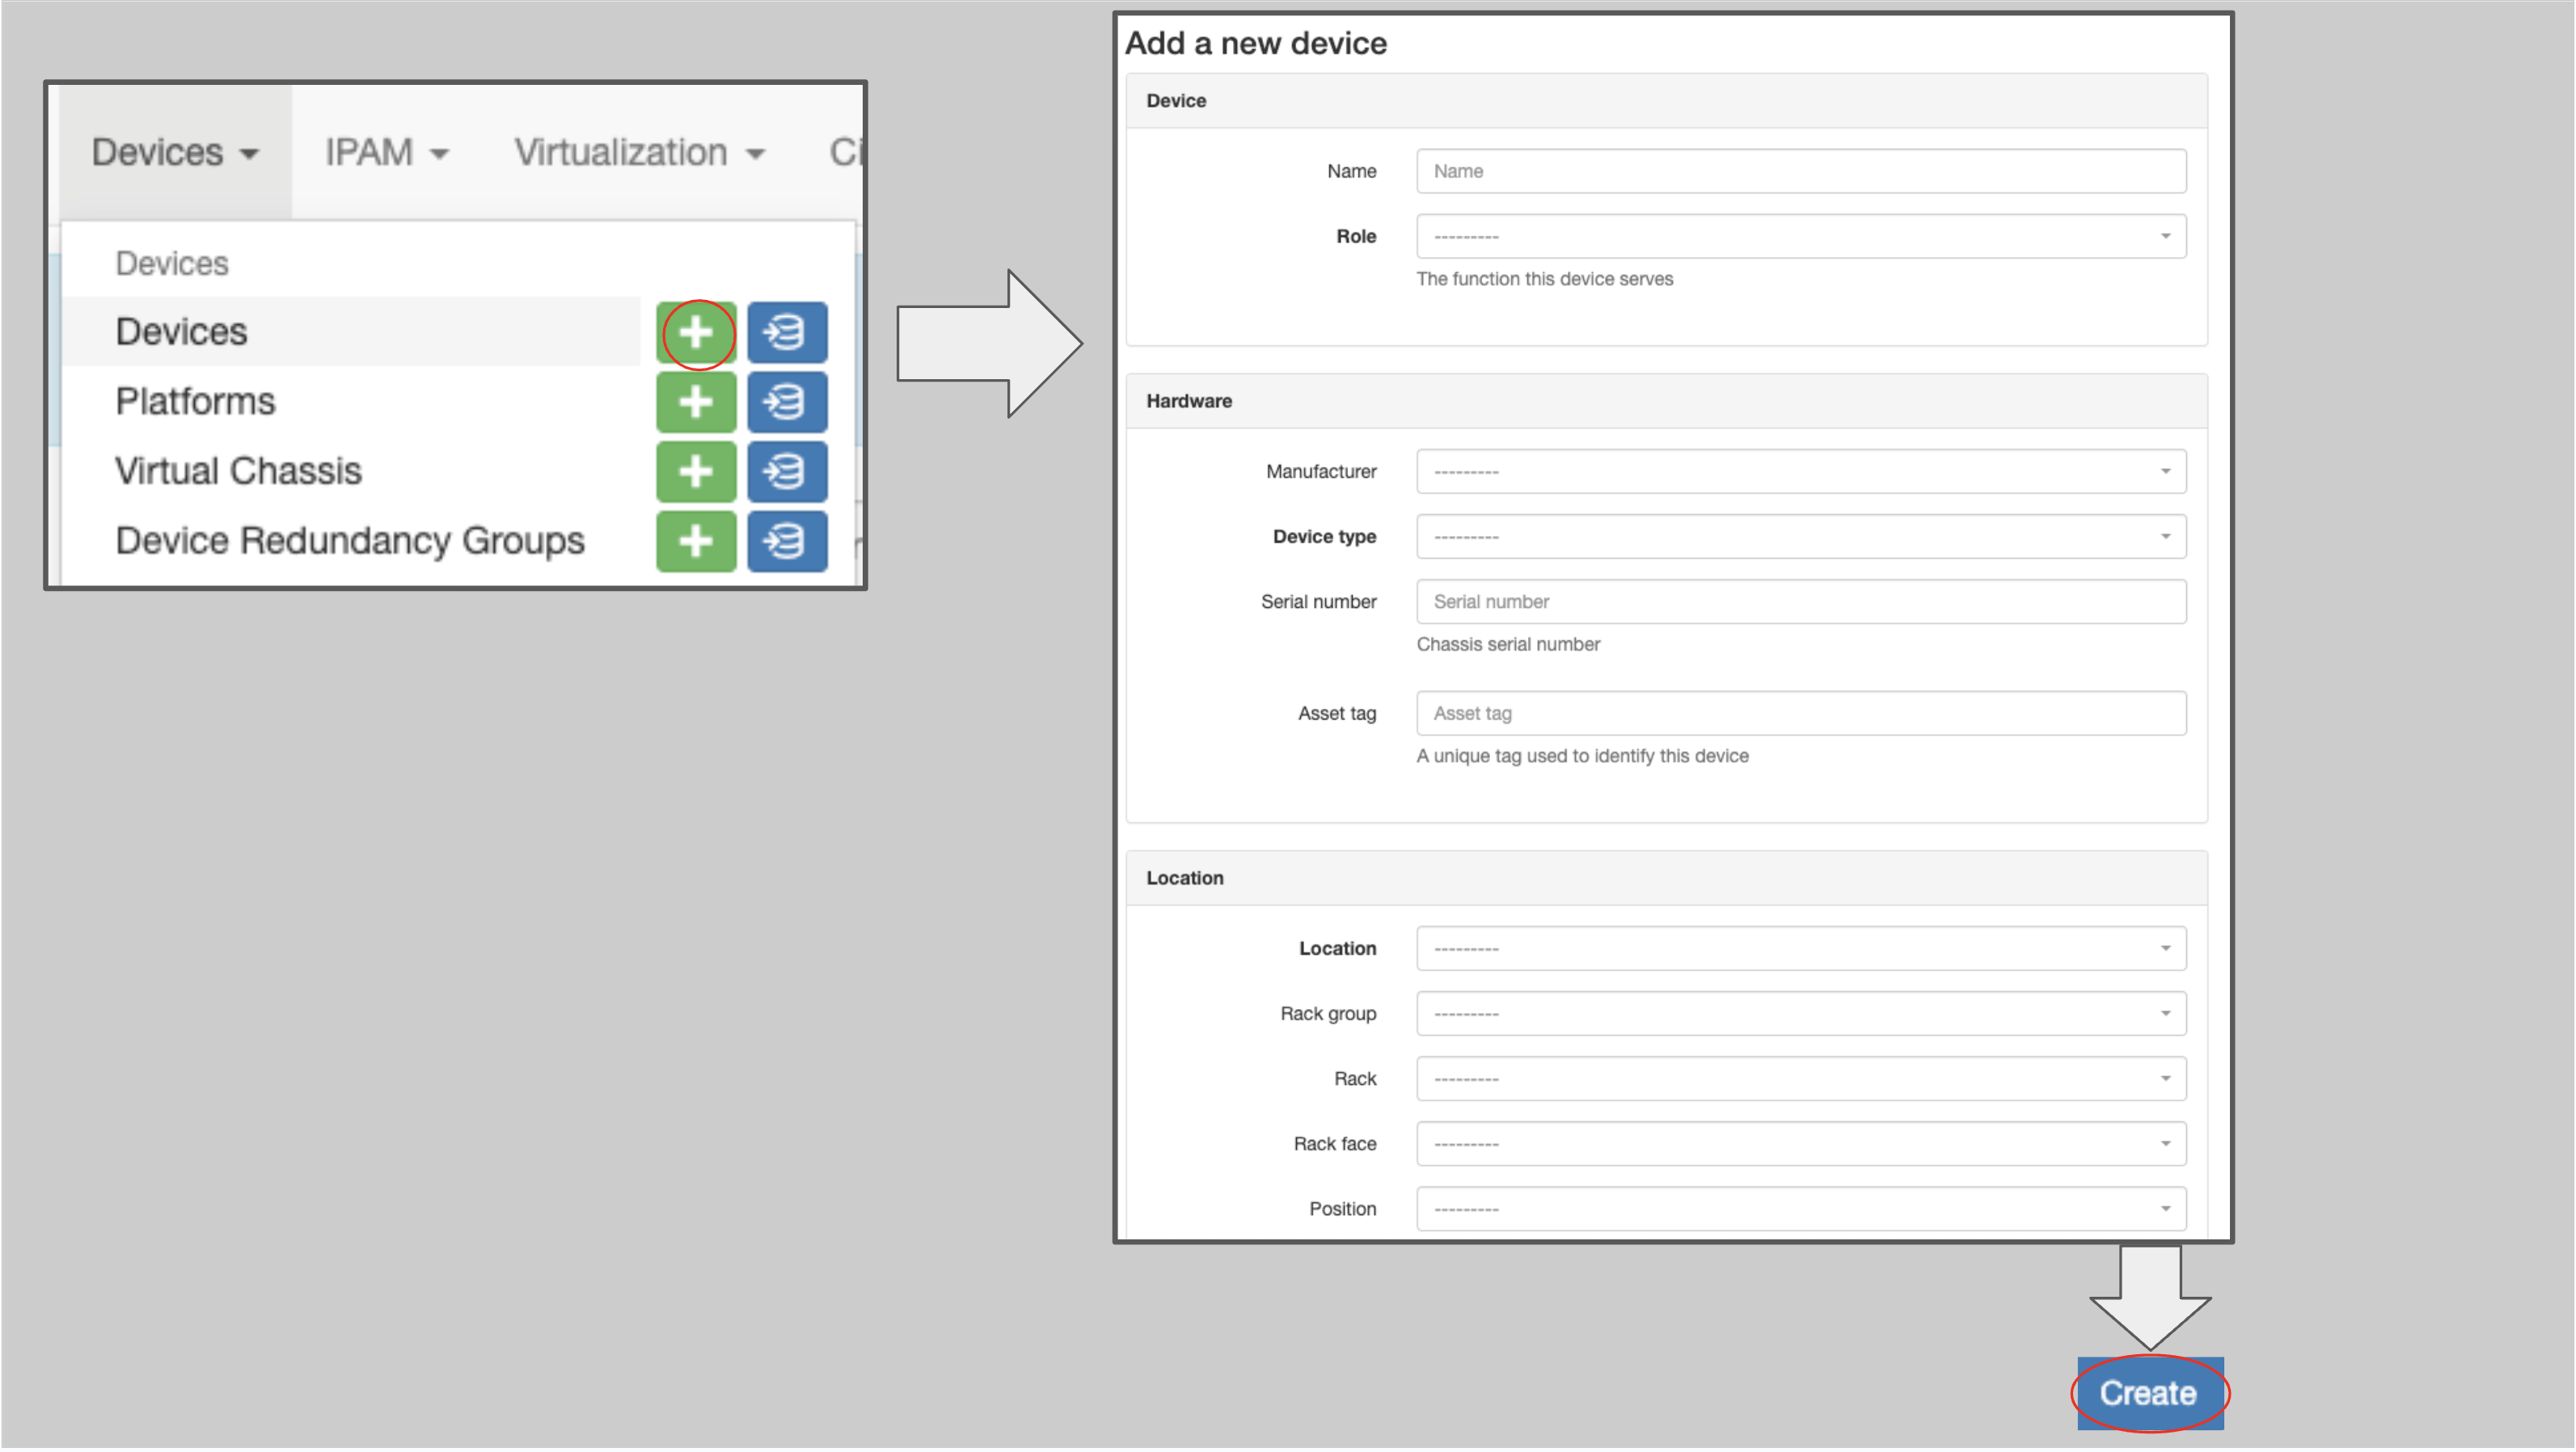 Devices IPAM Virtualization
Devices
Devices
Platforms
Virtual Chassis
Device Redundancy Groups
Add a new device
Device
Name Name
Role ---------
The function this device serves
Hardware
Manufacturer ---------
Device type ---------
Serial number Serial number
Chassis serial number
Asset tag Asset tag
A unique tag used to identify this device
Location
Location ---------
Rack group ---------
Rack ---------
Rack face ---------
Position ---------
Create